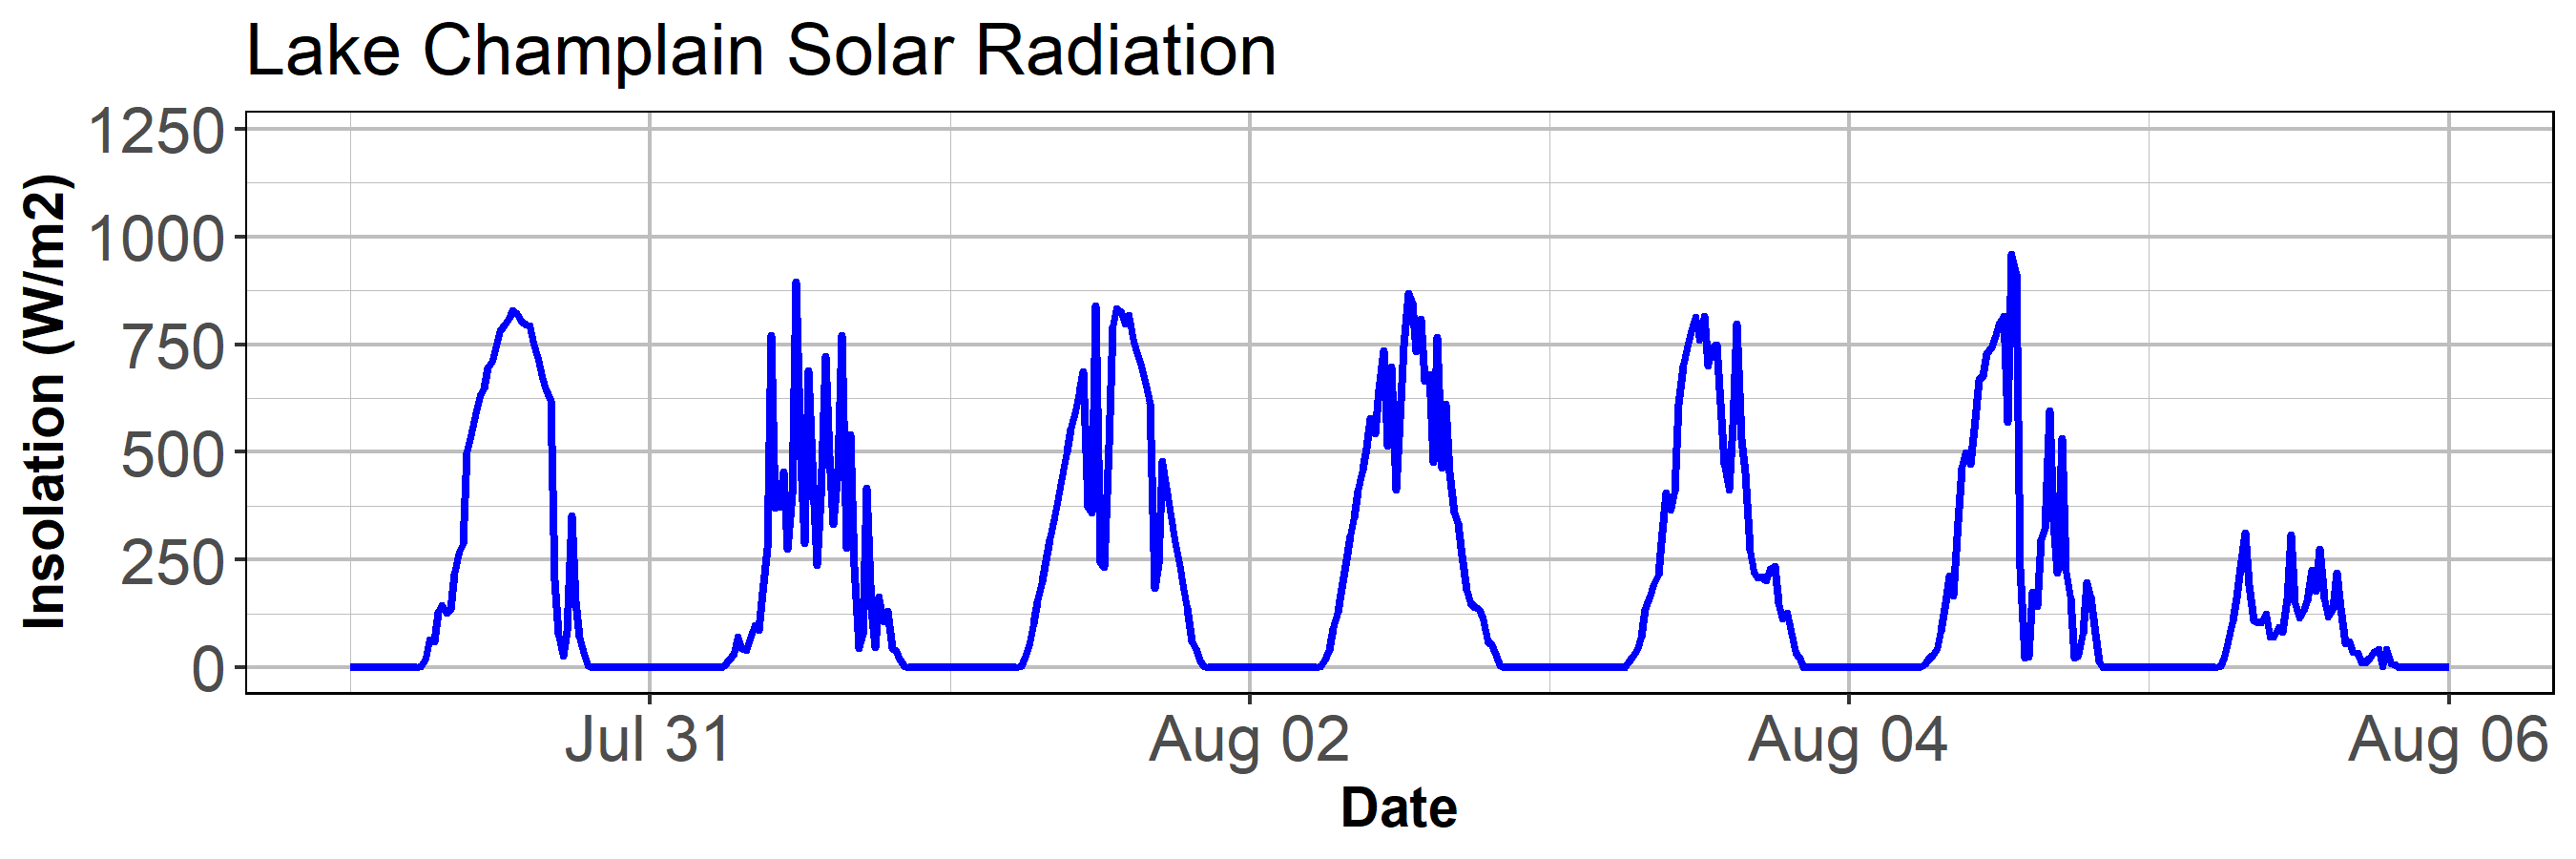 Lake Champlain Solar Radiation
1250
1000
750
500
250
0
Insolation (W/m2)
Jul 31
Aug 02
Aug 04
Aug 06
Date